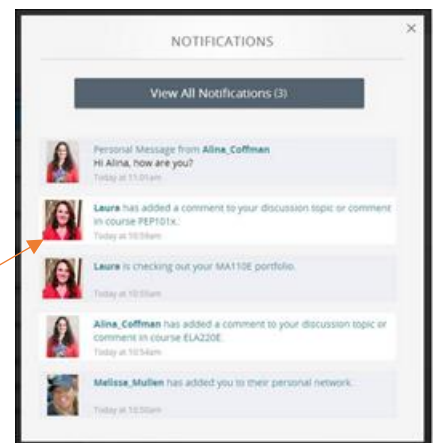 NOTIFICATIONS
×
View All Notifications (3)
Personal Message from Alina_Coffman
Hi Alina, how are you?
Today at 11:01am
Laura has added a comment to your discussion topic or comment
in course PEP101x.
Today at 10:59am
Laura is checking out your MA110E portfolio.
Today at 10:55am
Alina_Coffman has added a comment to your discussion topic or
comment in course ELA220E.
Today at 10:54am
Melissa_Mullen has added you to their personal network.
Today at 10:50am